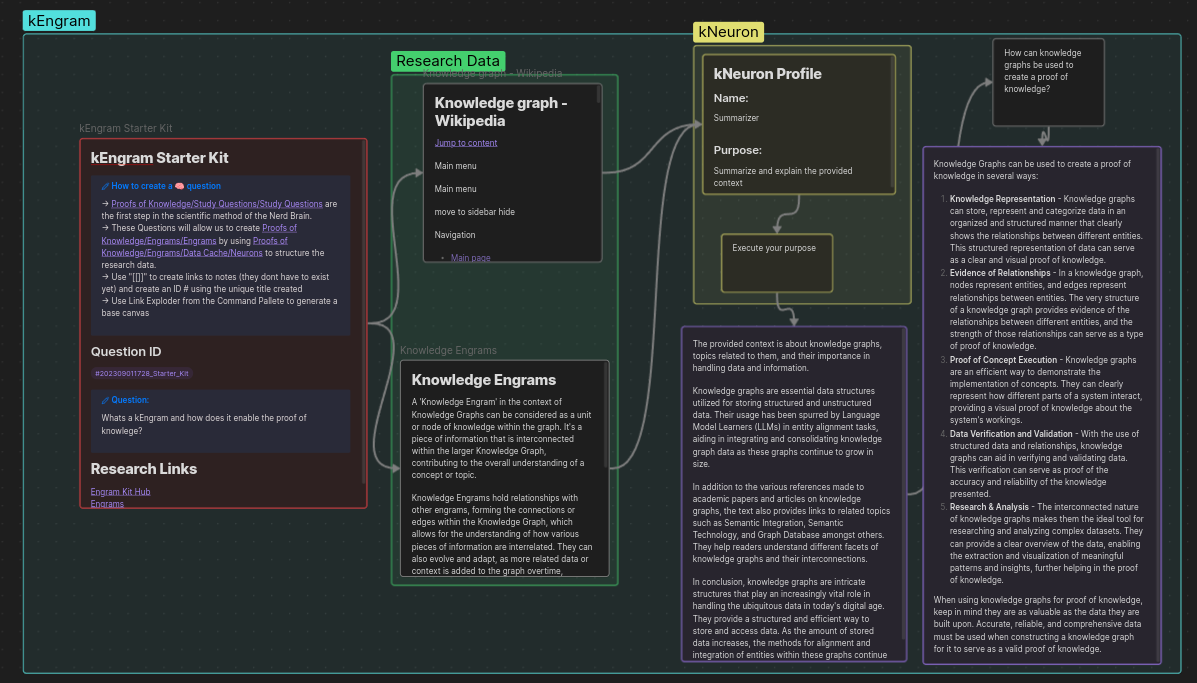 kEngram
kEngram Starter Kit
kEngram Starter Kit
How to create a 🧠 question
→ Proofs of Knowledge/Study Questions/Study Questions are
the first step in the scientific method of the Nerd Brain.
→ These Questions will allow us to create Proofs of
Knowledge/Engrams/Engrams by using Proofs of
Knowledge/Engrams/Data Cache/Neurons to structure the
research data.
→ Use "[[]]" to create links to notes (they dont have to exist
yet) and create an ID # using the unique title created
→ Use Link Exploder from the Command Pallete to generate a
base canvas
Question ID
#202309011728_Starter_Kit
Question:
Whats a kEngram and how does it enable the proof of
knowlege?
Research Links
Engram Kit Hub
Engrams
Research Data
Knowledge graph - Wikipedia
Knowledge graph -
Wikipedia
Jump to content
Main menu
Main menu
move to sidebar hide
Navigation
• Main page
Knowledge Engrams
Knowledge Engrams
A 'Knowledge Engram' in the context of
Knowledge Graphs can be considered as a unit
or node of knowledge within the graph. It's a
piece of information that is interconnected
within the larger Knowledge Graph,
contributing to the overall understanding of a
concept or topic.
Knowledge Engrams hold relationships with
other engrams, forming the connections or
edges within the Knowledge Graph, which
allows for the understanding of how various
pieces of information are interrelated. They can
also evolve and adapt, as more related data or
context is added to the graph overtime,
kNeuron
kNeuron Profile
Name:
Summarizer
Purpose:
Summarize and explain the provided
context
Execute your purpose
The provided context is about knowledge graphs,
topics related to them, and their importance in
handling data and information.
Knowledge graphs are essential data structures
utilized for storing structured and unstructured
data. Their usage has been spurred by Language
Model Learners (LLMs) in entity alignment tasks,
aiding in integrating and consolidating knowledge
graph data as these graphs continue to grow in
size.
In addition to the various references made to
academic papers and articles on knowledge
graphs, the text also provides links to related topics
such as Semantic Integration, Semantic
Technology, and Graph Database amongst others.
They help readers understand different facets of
knowledge graphs and their interconnections.
In conclusion, knowledge graphs are intricate
structures that play an increasingly vital role in
handling the ubiquitous data in today's digital age.
They provide a structured and efficient way to
store and access data. As the amount of stored
data increases, the methods for alignment and
integration of entities within these graphs continue
How can knowledge
graphs be used to
create a proof of
knowledge?
Knowledge Graphs can be used to create a proof of
knowledge in several ways:
1. Knowledge Representation - Knowledge graphs
can store, represent and categorize data in an
organized and structured manner that clearly
shows the relationships between different entities.
This structured representation of data can serve
as a clear and visual proof of knowledge.
2. Evidence of Relationships - In a knowledge graph,
nodes represent entities, and edges represent
relationships between entities. The very structure
of a knowledge graph provides evidence of the
relationships between different entities, and the
strength of those relationships can serve as a type
of proof of knowledge.
3. Proof of Concept Execution - Knowledge graphs
are an efficient way to demonstrate the
implementation of concepts. They can clearly
represent how different parts of a system interact,
providing a visual proof of knowledge about the
system's workings.
4. Data Verification and Validation - With the use of
structured data and relationships, knowledge
graphs can aid in verifying and validating data.
This verification can serve as proof of the
accuracy and reliability of the knowledge
presented.
5. Research & Analysis - The interconnected nature
of knowledge graphs makes them the ideal tool for
researching and analyzing complex datasets. They
can provide a clear overview of the data, enabling
the extraction and visualization of meaningful
patterns and insights, further helping in the proof
of knowledge.
When using knowledge graphs for proof of knowledge,
keep in mind they are as valuable as the data they are
built upon. Accurate, reliable, and comprehensive data
must be used when constructing a knowledge graph
for it to serve as a valid proof of knowledge.